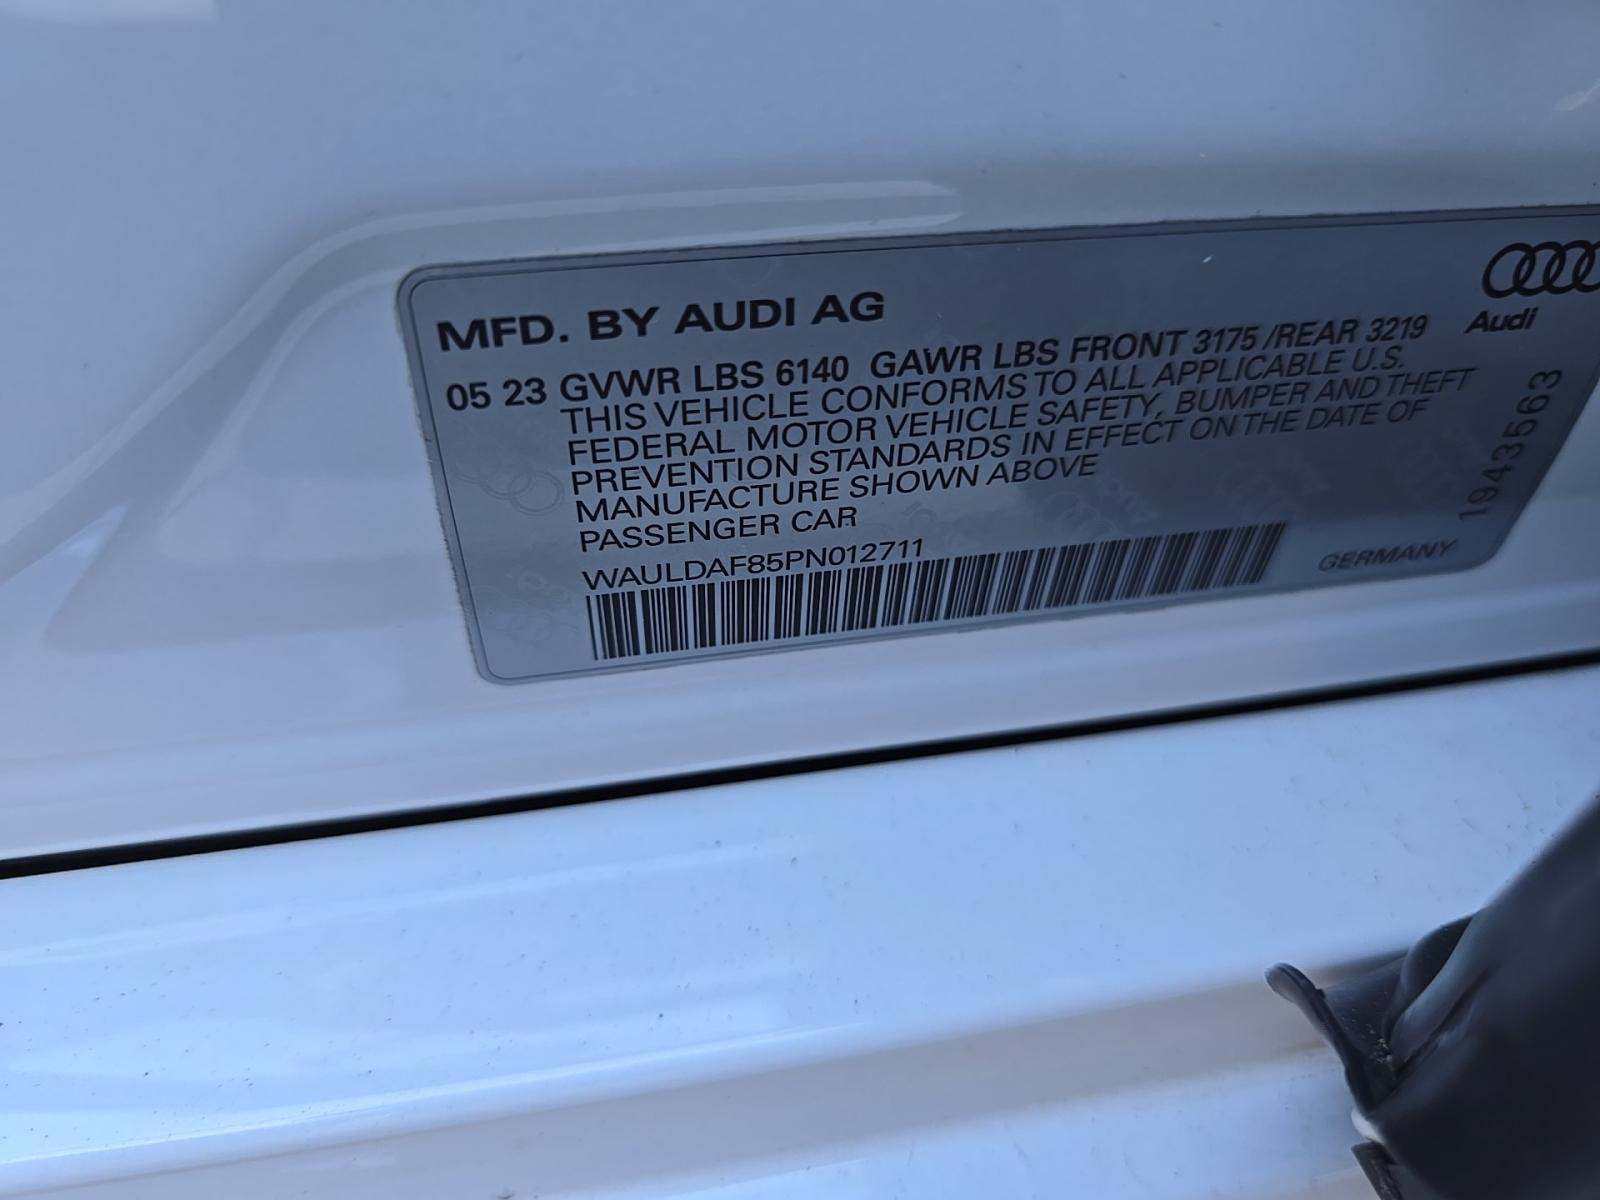 MFD. BY AUDI AG
05 23 GVWR LBS 6140 GAWR LBS FRONT 3175 /REAR 3219
THIS VEHICLE CONFORMS TO ALL APPLICABLE U.S.
FEDERAL MOTOR VEHICLE SAFETY, BUMPER AND THEFT
PREVENTION STANDARDS IN EFFECT ON THE DATE OF
MANUFACTURE SHOWN ABOVE
PASSENGER CAR
WAULDAF85PN012711
Audi
1943563
GERMANY